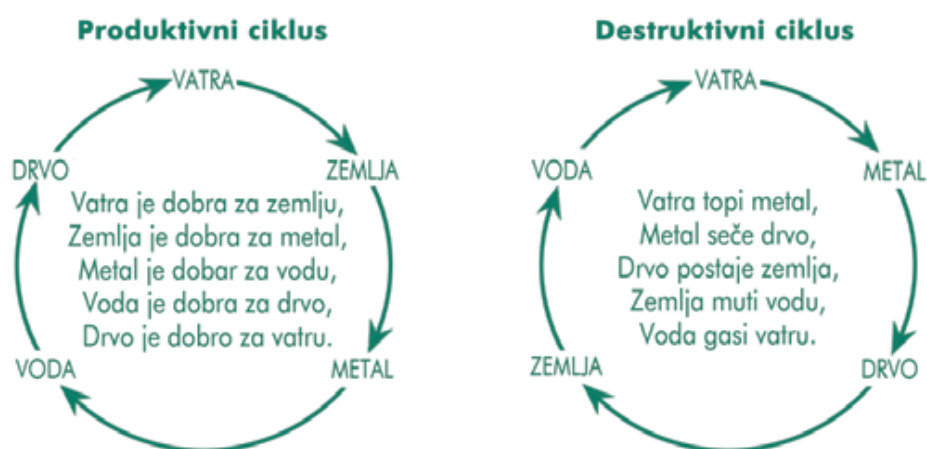 Produktivni ciklus
VATRA
DRVO
ZEMLJA
Vatra je dobra za zemlju,
Zemlja je dobra za metal,
Metal je dobar za vodu,
Voda je dobra za drvo,
Drvo je dobro za vatru.
VODA
METAL
Destruktivni ciklus
VATRA
VODA
METAL
Vatra topi metal,
Metal seče drvo,
Drvo postaje zemlja,
Zemlja muti vodu,
Voda gasi vatru.
ZEMLJA
DRVO